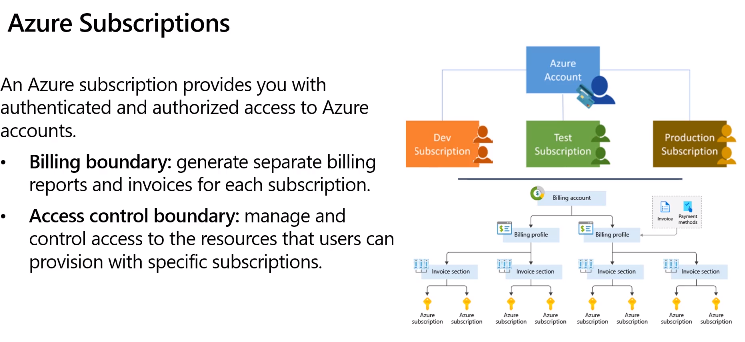 Azure Subscriptions
An Azure subscription provides you with
authenticated and authorized access to Azure
accounts.
• Billing boundary: generate separate billing
reports and invoices for each subscription.
• Access control boundary: manage and
control access to the resources that users can
provision with specific subscriptions.
Azure
Account
Dev
Subscription
Test
Subscription
Production
Subscription
Billing account
Invoice
Payment
methods
Billing profile
Billing profile
Invoice section
Invoice section
Invoice section
Invoice section
Azure
subscription
Azure
subscription
Azure
subscription
Azure
subscription
Azure
subscription
Azure
subscription
Azure
subscription
Azure
subscription